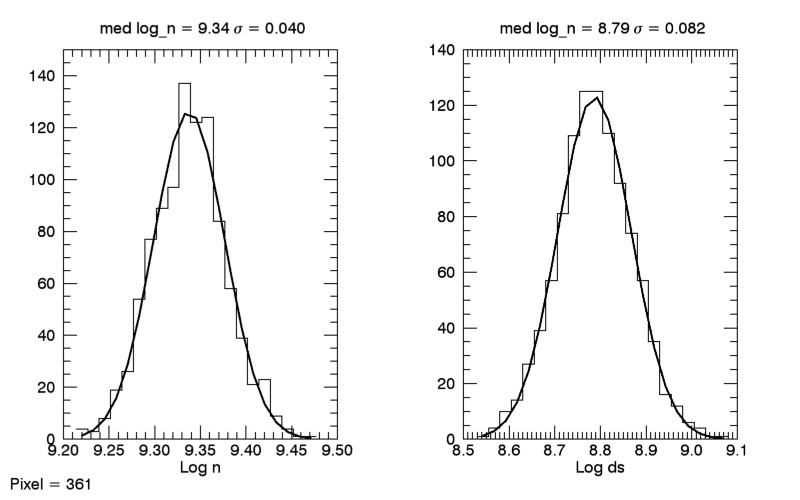 med log_n = 9.34 σ = 0.040
med log_n = 8.79 σ = 0.082
140
120
100
80
60
40
20
0
9.20 9.25 9.30 9.35 9.40 9.45 9.50
Log n
140
120
100
80
60
40
20
0
8.5 8.6 8.7 8.8 8.9 9.0 9.1
Log ds
Pixel = 361